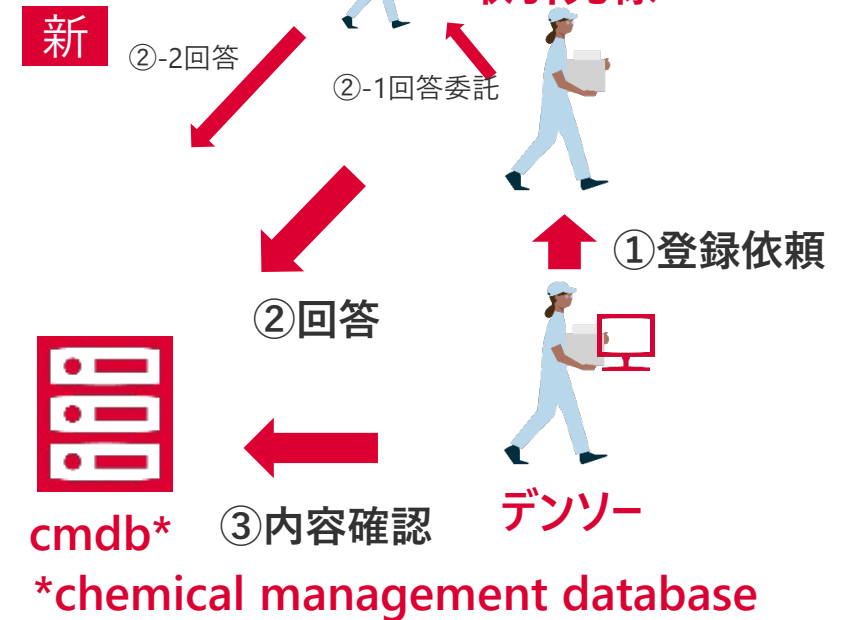 新
②-2回答
②-1回答委託
①登録依頼
②回答
③内容確認
デンソー
cmdb*
*chemical management database